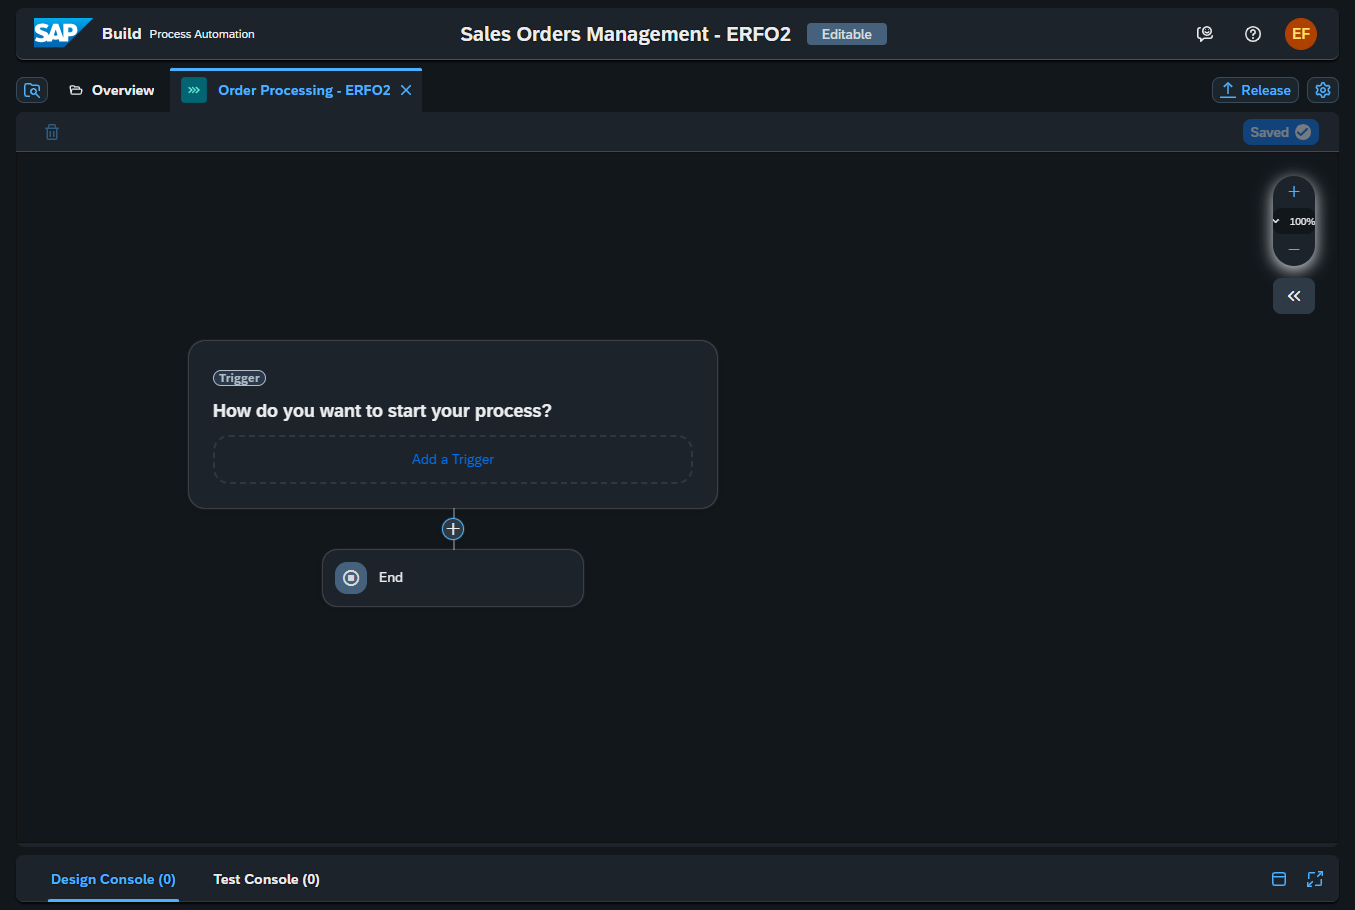 SAP Build Process Automation
Sales Orders Management - ERFO2
Editable
EF
Overview
Order Processing - ERFO2
Release
Saved
100%
Trigger
How do you want to start your process?
Add a Trigger
End
Design Console (0)
Test Console (0)